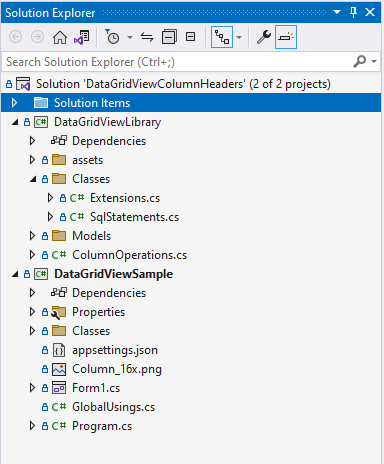 Solution Explorer
Search Solution Explorer (Ctrl+;)
Solution 'DataGridViewColumnHeaders' (2 of 2 projects)
Solution Items
C# DataGridViewLibrary
Dependencies
assets
Classes
C# Extensions.cs
C# SqlStatements.cs
Models
C# ColumnOperations.cs
C# DataGridViewSample
Dependencies
Properties
Classes
appsettings.json
Column_16x.png
Form1.cs
C# GlobalUsings.cs
C# Program.cs